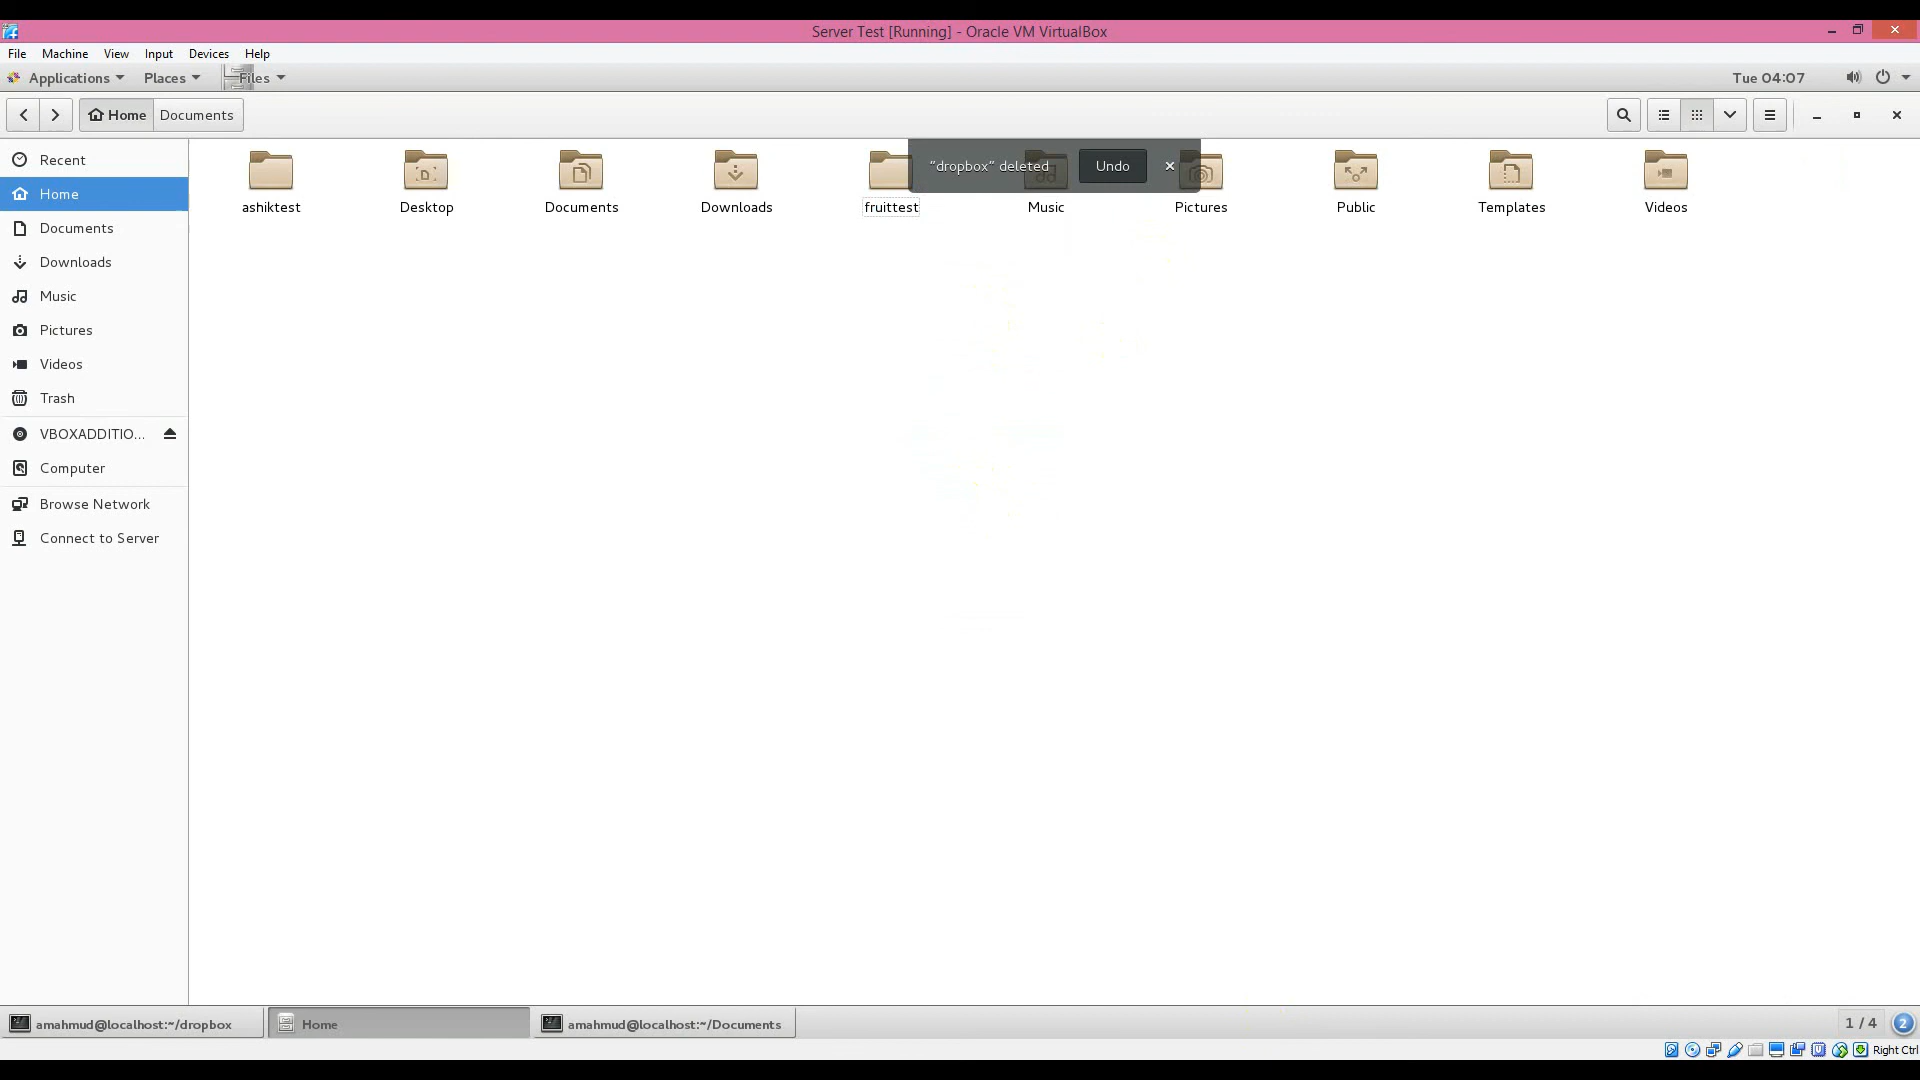 Server Test [Running] - Oracle VM VirtualBox
File Machine View Input Devices Help
Applications Places Files Tue 04:07
Home Documents
Recent
Home
Documents
Downloads
Music
Pictures
Videos
Trash
VBOXADDITIO...
Computer
Browse Network
Connect to Server
“dropbox” deleted Undo
ashiktest Desktop Documents Downloads fruittest Music Pictures Public Templates Videos
amahmud@localhost:~/dropbox Home amahmud@localhost:~/Documents 1 / 4 2
Right Ctrl